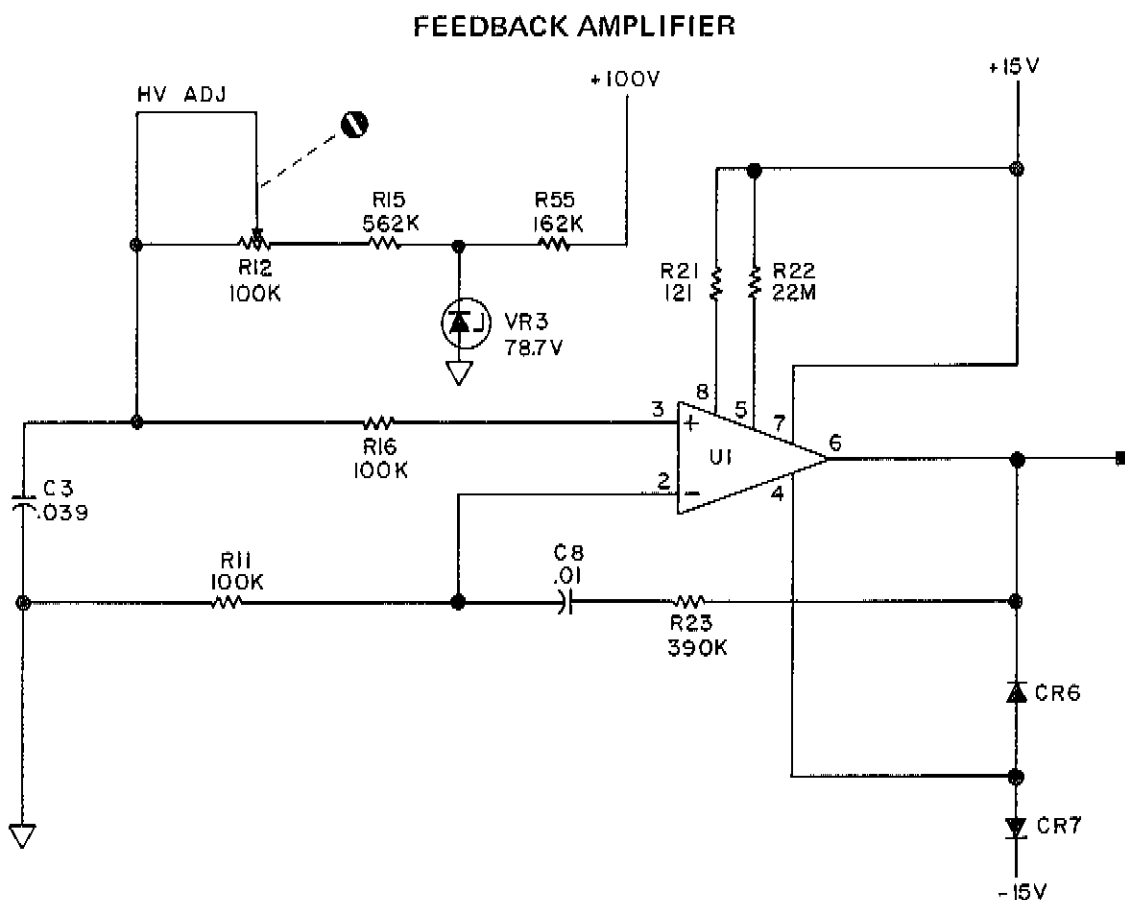 FEEDBACK AMPLIFIER
HV ADJ
+100V
+15V
R15
562K
R55
162K
R12
100K
R21
121
R22
22M
VR3
78.7V
8
5
7
3
+
6
U1
R16
100K
2
-
4
C3
.039
R11
100K
C8
.01
R23
390K
CR6
CR7
-15V